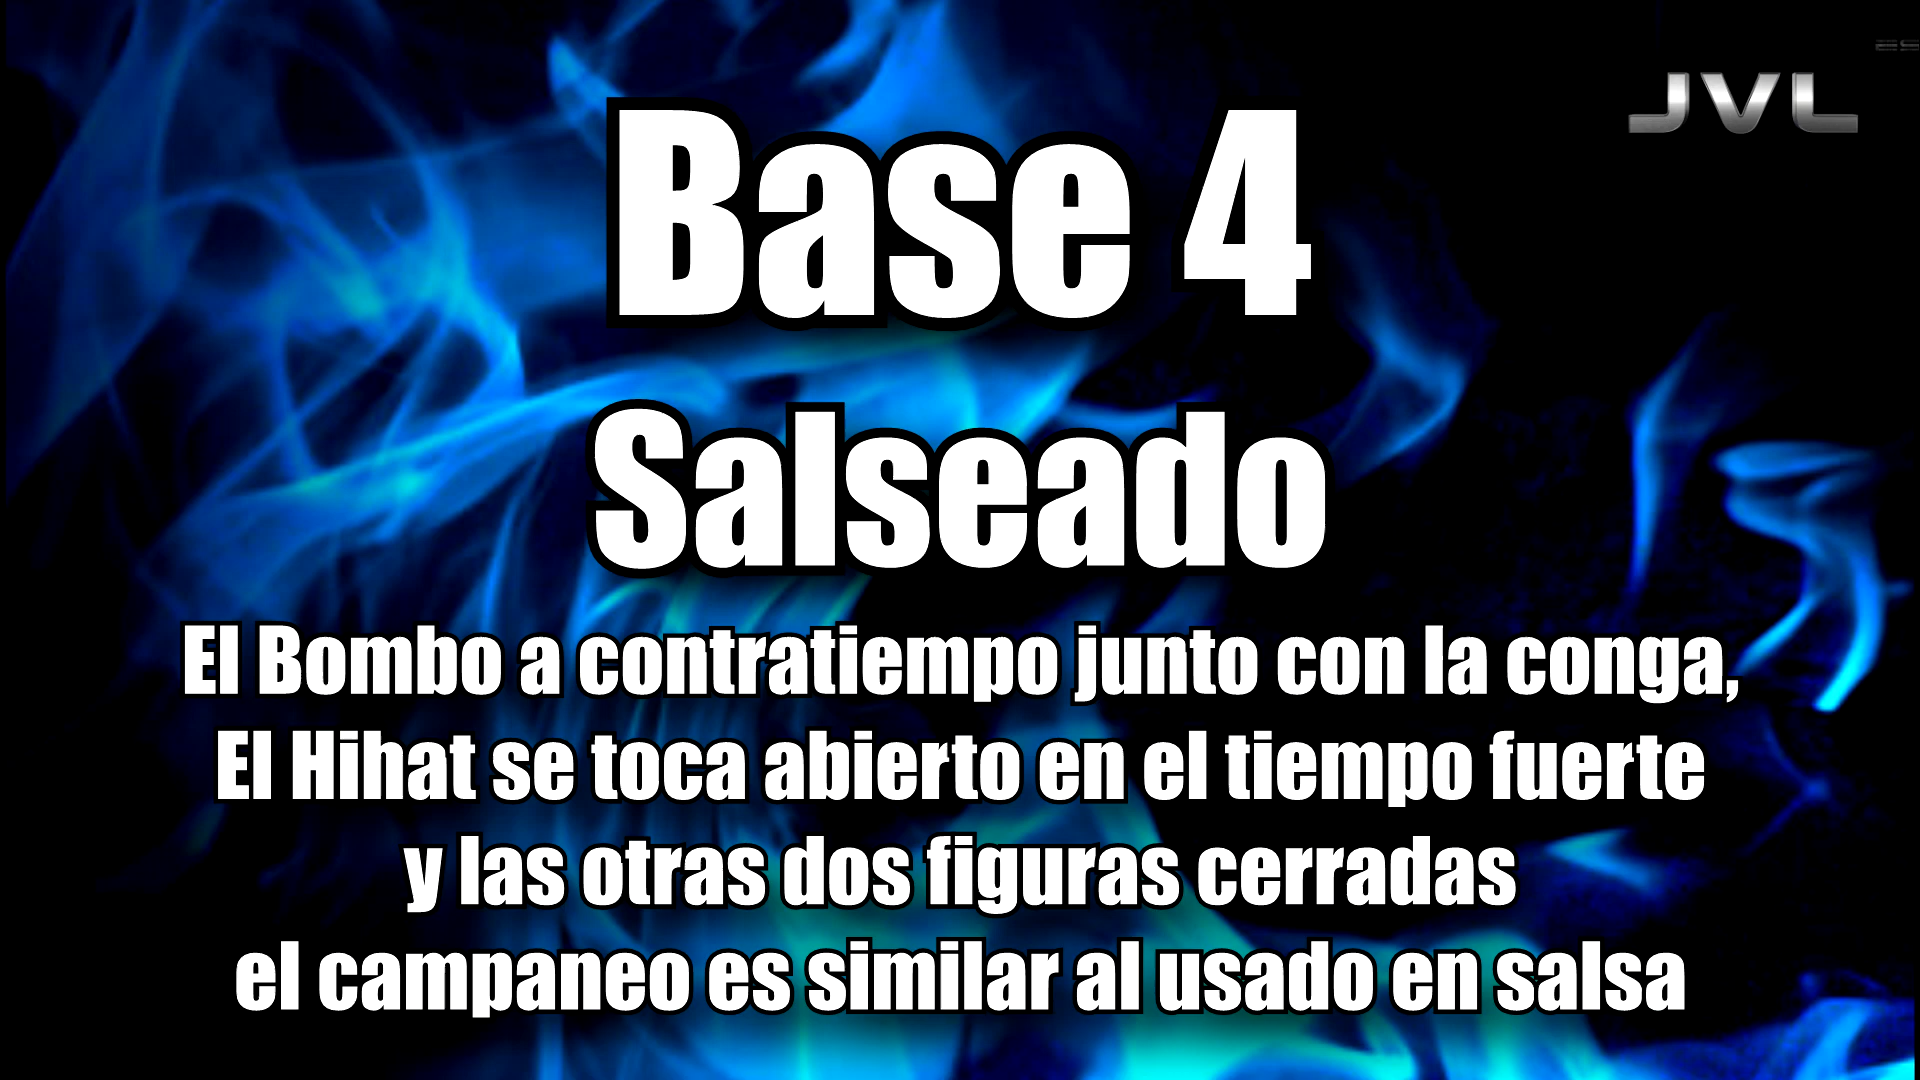 JVL
Base 4
Salseado
El Bombo a contratiempo junto con la conga,
El Hihat se toca abierto en el tiempo fuerte
y las otras dos figuras cerradas
el campaneo es similar al usado en salsa